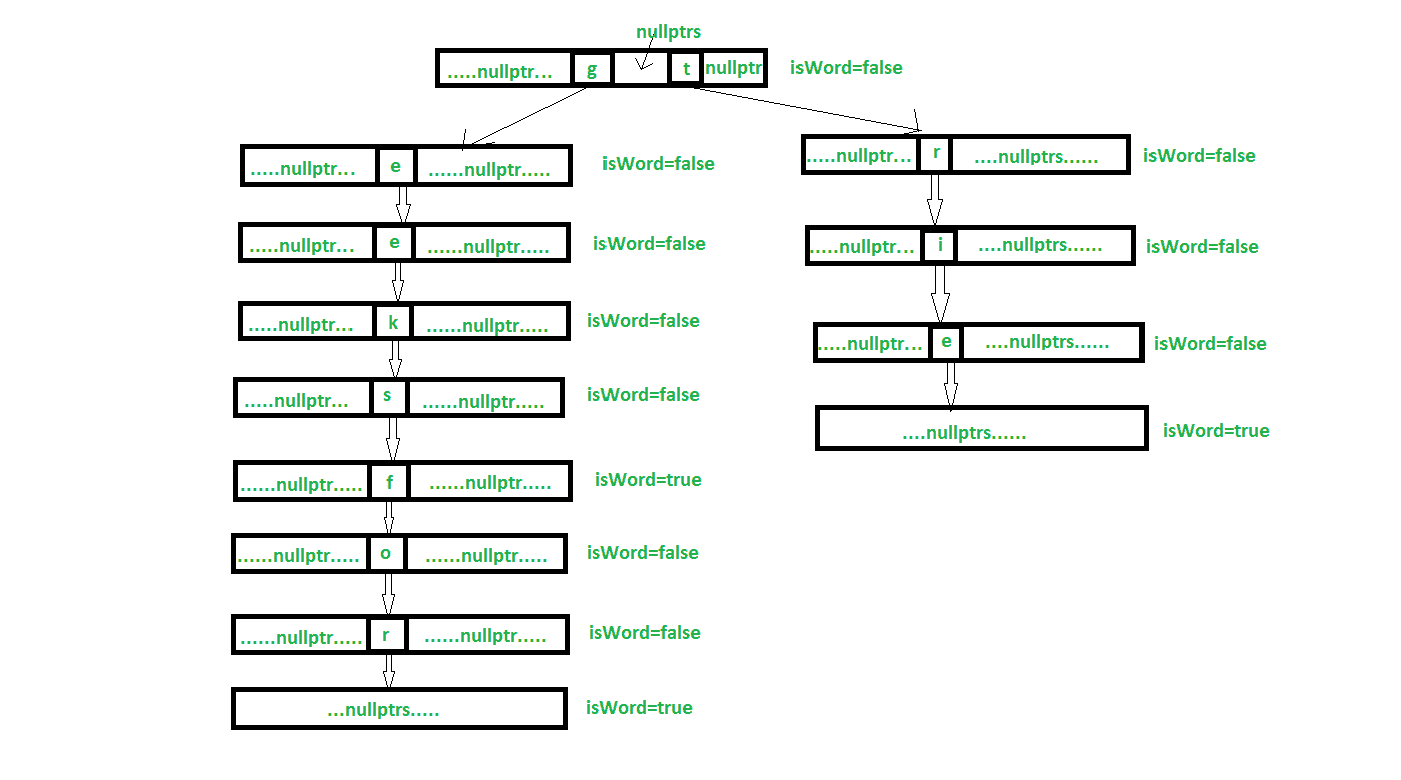 nullptrs
.....nullptr... g t nullptr isWord=false
.....nullptr... e ......nullptr..... isWord=false
.....nullptr... r ....nullptrs...... isWord=false
.....nullptr... e ......nullptr..... isWord=false
.....nullptr... i ....nullptrs...... isWord=false
.....nullptr... k ......nullptr..... isWord=false
.....nullptr... e ....nullptrs...... isWord=false
.....nullptr... s ......nullptr..... isWord=false
....nullptrs...... isWord=true
......nullptr..... f ......nullptr..... isWord=true
......nullptr..... o ......nullptr..... isWord=false
......nullptr..... r ......nullptr..... isWord=false
...nullptrs..... isWord=true